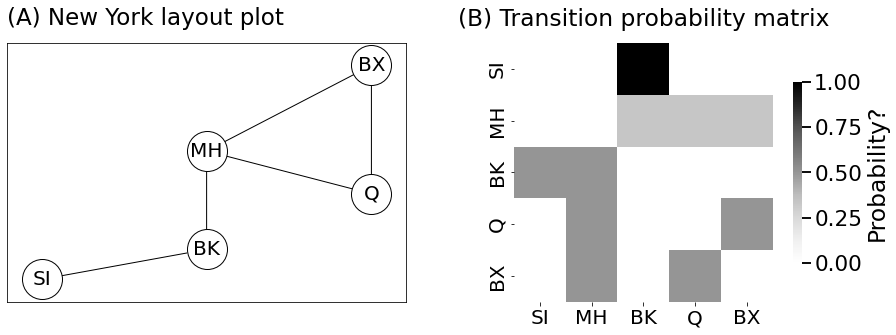 (A) New York layout plot
BX
MH
Q
BK
SI
(B) Transition probability matrix
SI
MH
BK
Q
BX
SI MH BK Q BX
1.00
0.75
0.50
0.25
0.00
Probability?